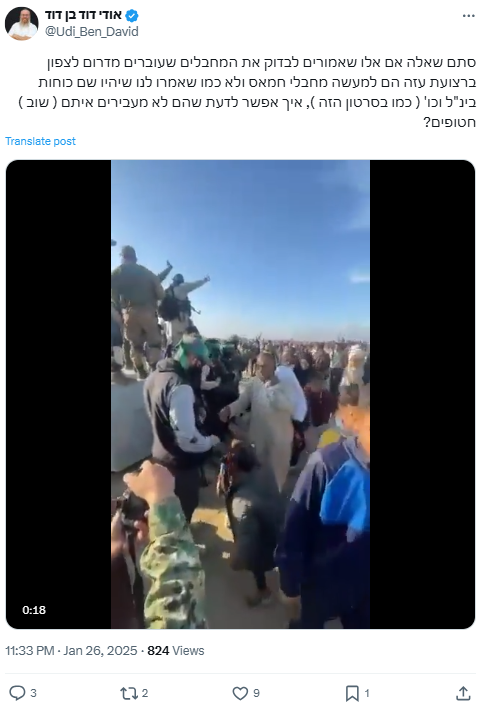 אודי דוד בן דוד
@Udi_Ben_David
סתם שאלה אם אלו שאמורים לבדוק את המחבלים שעוברים מדרום לצפון
ברצועת עזה הם למעשה מחבלי חמאס ולא כמו שאמרו לנו שיהיו שם כוחות
בינ"ל וכו' ( כמו בסרטון הזה ), איך אפשר לדעת שהם לא מעבירים איתם ( שוב )
חטופים?
Translate post
0:18
11:33 PM · Jan 26, 2025 · 824 Views
3 2 9 1